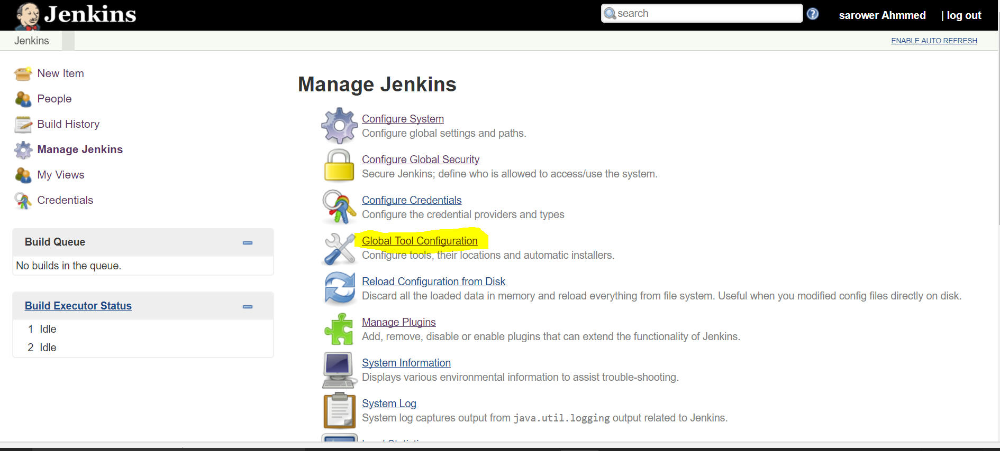 Jenkins
search
sarower Ahmmed
| log out
Jenkins
ENABLE AUTO REFRESH
New Item
People
Build History
Manage Jenkins
My Views
Credentials
Build Queue
No builds in the queue.
Build Executor Status
1 Idle
2 Idle
Manage Jenkins
Configure System
Configure global settings and paths.
Configure Global Security
Secure Jenkins; define who is allowed to access/use the system.
Configure Credentials
Configure the credential providers and types
Global Tool Configuration
Configure tools, their locations and automatic installers.
Reload Configuration from Disk
Discard all the loaded data in memory and reload everything from file system. Useful when you modified config files directly on disk.
Manage Plugins
Add, remove, disable or enable plugins that can extend the functionality of Jenkins.
System Information
Displays various environmental information to assist trouble-shooting.
System Log
System log captures output from java.util.logging output related to Jenkins.